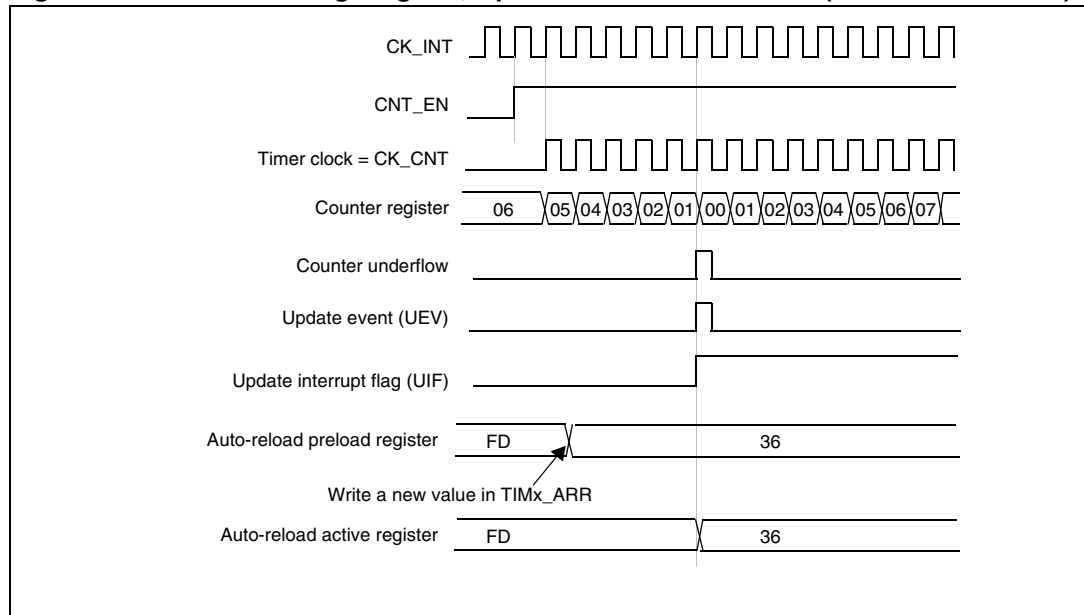 CK_INT
CNT_EN
Timer clock = CK_CNT
Counter register 06 05 04 03 02 01 00 01 02 03 04 05 06 07
Counter underflow
Update event (UEV)
Update interrupt flag (UIF)
Auto-reload preload register FD 36
Write a new value in TIMx_ARR
Auto-reload active register FD 36